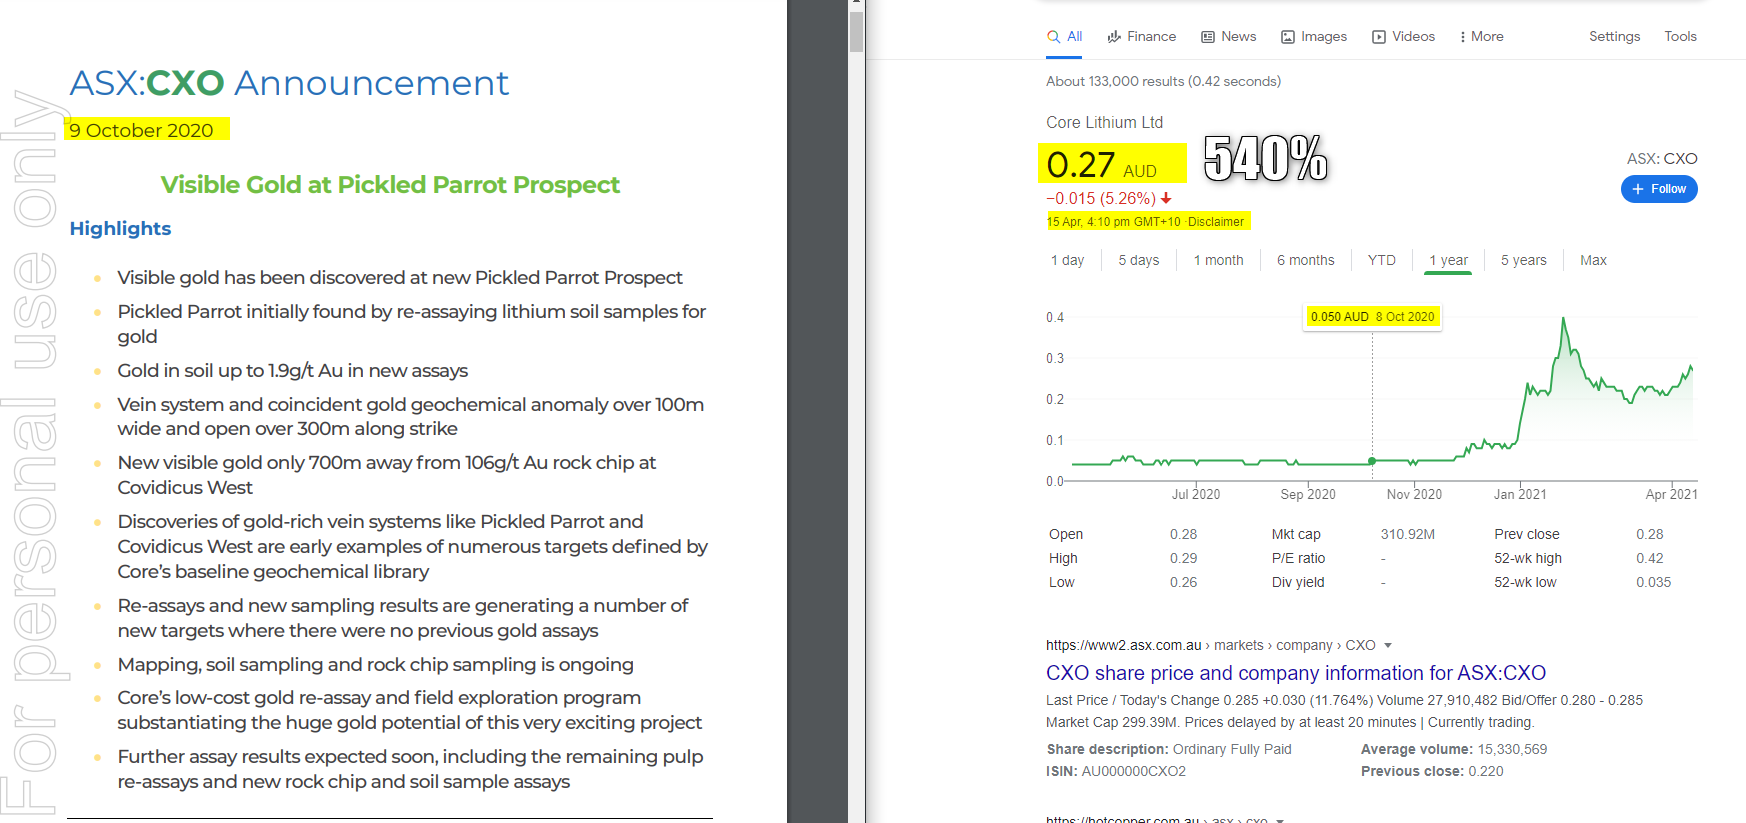 For personal use only
ASX:CXO Announcement
9 October 2020
Visible Gold at Pickled Parrot Prospect
Highlights
• Visible gold has been discovered at new Pickled Parrot Prospect
• Pickled Parrot initially found by re-assaying lithium soil samples for
gold
• Gold in soil up to 1.9g/t Au in new assays
• Vein system and coincident gold geochemical anomaly over 100m
wide and open over 300m along strike
• New visible gold only 700m away from 106g/t Au rock chip at
Covidicus West
• Discoveries of gold-rich vein systems like Pickled Parrot and
Covidicus West are early examples of numerous targets defined by
Core's baseline geochemical library
• Re-assays and new sampling results are generating a number of
new targets where there were no previous gold assays
• Mapping, soil sampling and rock chip sampling is ongoing
• Core's low-cost gold re-assay and field exploration program
substantiating the huge gold potential of this very exciting project
• Further assay results expected soon, including the remaining pulp
re-assays and new rock chip and soil sample assays
All Finance News Images Videos More Settings Tools
About 133,000 results (0.42 seconds)
Core Lithium Ltd
0.27 AUD 540%
ASX: CXO
−0.015 (5.26%)
+ Follow
15 Apr, 4:10 pm GMT+10 · Disclaimer
1 day 5 days 1 month 6 months YTD 1 year 5 years Max
0.050 AUD 8 Oct 2020
0.4
0.3
0.2
0.1
0.0
Jul 2020 Sep 2020 Nov 2020 Jan 2021 Apr 2021
Open 0.28 Mkt cap 310.92M Prev close 0.28
High 0.29 P/E ratio - 52-wk high 0.42
Low 0.26 Div yield - 52-wk low 0.035
https://www2.asx.com.au › markets › company › CXO
CXO share price and company information for ASX:CXO
Last Price / Today's Change 0.285 +0.030 (11.764%) Volume 27,910,482 Bid/Offer 0.280 - 0.285
Market Cap 299.39M. Prices delayed by at least 20 minutes | Currently trading.
Share description: Ordinary Fully Paid Average volume: 15,330,569
ISIN: AU000000CXO2 Previous close: 0.220
https://hotcopper.com.au › asx › cxo